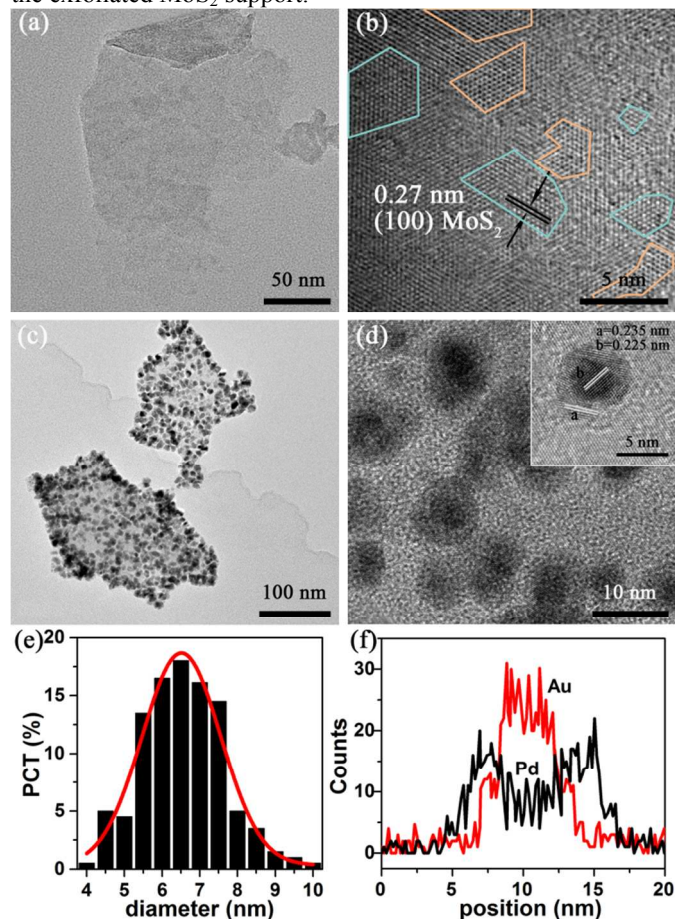 the exfoliated MoS2 support.
(a)
50 nm
(b)
0.27 nm
(100) MoS2
5 nm
(c)
100 nm
(d)
a=0.235 nm
b=0.225 nm
b
a
5 nm
10 nm
(e)
20
15
10
5
0
PCT (%)
4 5 6 7 8 9 10
diameter (nm)
(f)
30
20
10
0
Counts
Au
Pd
0 5 10 15 20
position (nm)